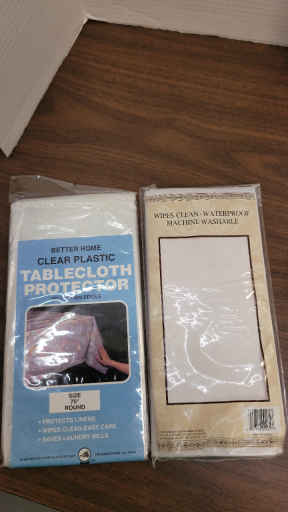 BETTER HOME
CLEAR PLASTIC
TABLECLOTH
PROTECTOR
SIZE
70"
ROUND
• PROTECTS LINENS
• WIPES CLEAN-EASY CARE
• SAVES LAUNDRY BILLS
WIPES CLEAN-WATERPROOF
MACHINE-WASHABLE